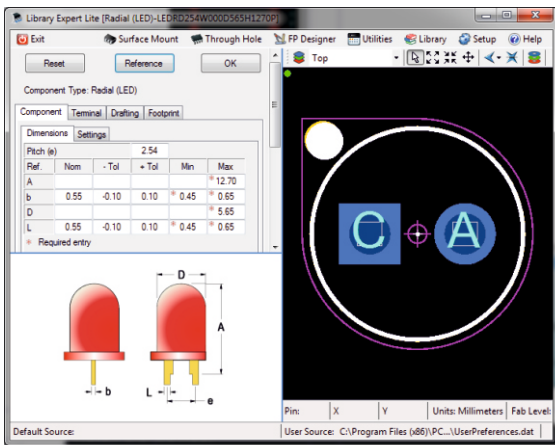 Library Expert Lite [Radial (LED)-LEDRD254W000D565H1270P]
Exit Surface Mount Through Hole FP Designer Utilities Library Setup Help
Reset Reference OK Top
Component Type: Radial (LED)
Component Terminal Drafting Footprint
Dimensions Settings
Pitch (e) 2.54
Ref. Nom - Tol + Tol Min Max
A * 12.70
b 0.55 -0.10 0.10 * 0.45 * 0.65
D * 5.65
L 0.55 -0.10 0.10 * 0.45 * 0.65
* Required entry
C A
D
A
b L e
Pin: X Y Units: Millimeters Fab Level:
Default Source: User Source: C:\Program Files (x86)\PC...\UserPreferences.dat